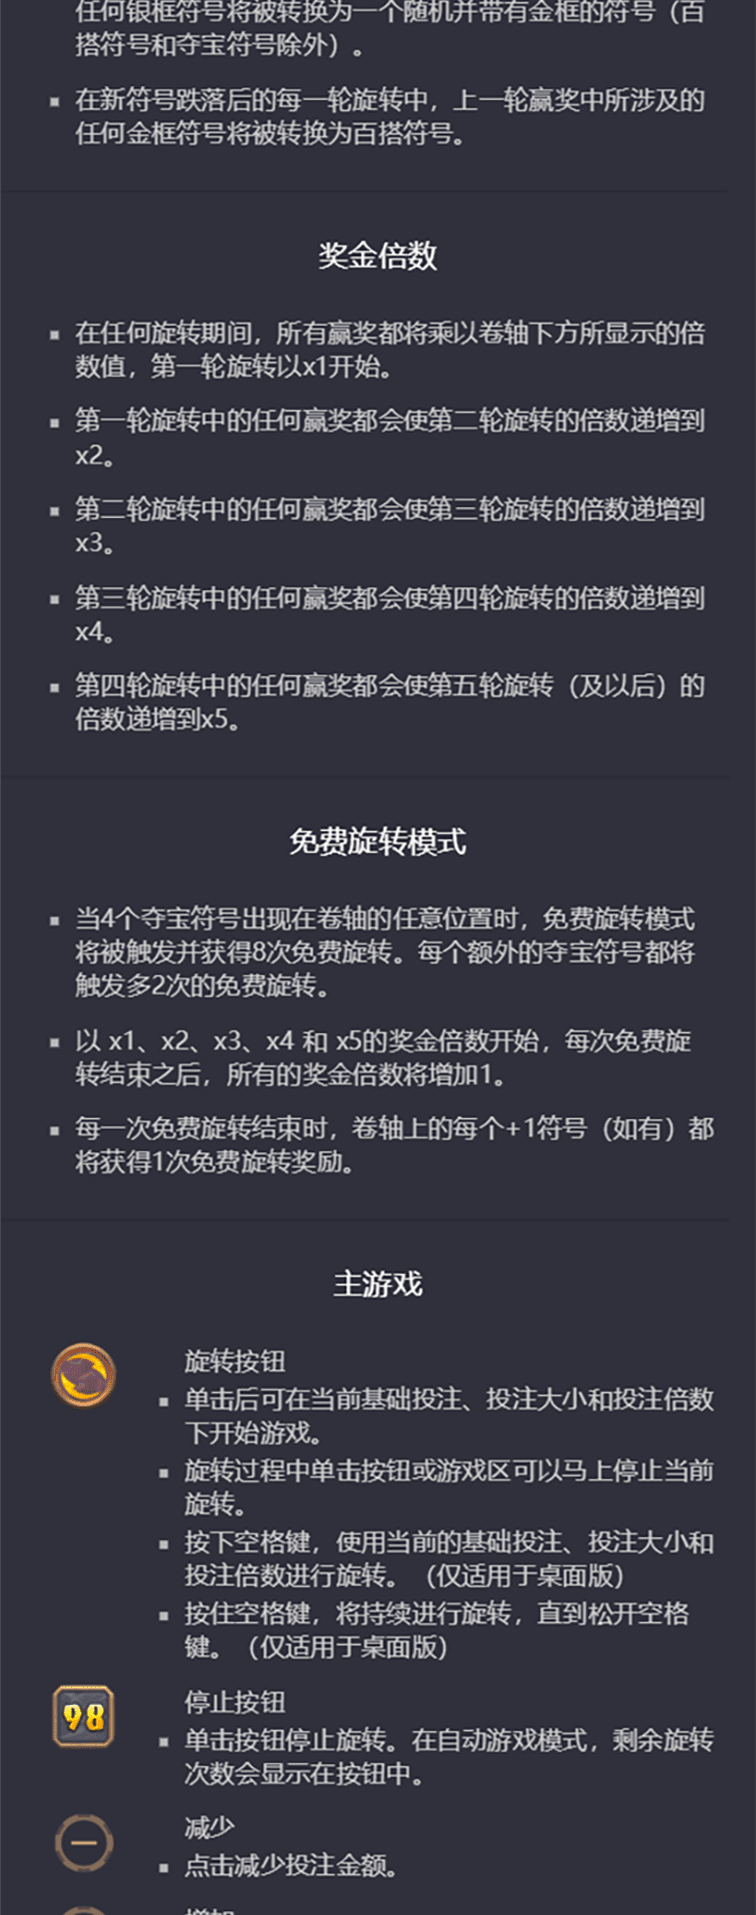 任何银框符号将被转换为一个随机并带有金框的符号（百
搭符号和夺宝符号除外）。
在新符号跌落后的每一轮旋转中，上一轮赢奖中所涉及的
任何金框符号将被转换为百搭符号。
奖金倍数
在任何旋转期间，所有赢奖都将乘以卷轴下方所显示的倍
数值，第一轮旋转以x1开始。
第一轮旋转中的任何赢奖都会使第二轮旋转的倍数递增到
x2。
第二轮旋转中的任何赢奖都会使第三轮旋转的倍数递增到
x3。
第三轮旋转中的任何赢奖都会使第四轮旋转的倍数递增到
x4。
第四轮旋转中的任何赢奖都会使第五轮旋转（及以后）的
倍数递增到x5。
免费旋转模式
当4个夺宝符号出现在卷轴的任意位置时，免费旋转模式
将被触发并获得8次免费旋转。每个额外的夺宝符号都将
触发多2次的免费旋转。
以 x1、x2、x3、x4 和 x5的奖金倍数开始，每次免费旋
转结束之后，所有的奖金倍数将增加1。
每一次免费旋转结束时，卷轴上的每个+1符号（如有）都
将获得1次免费旋转奖励。
主游戏
旋转按钮
单击后可在当前基础投注、投注大小和投注倍数
下开始游戏。
旋转过程中单击按钮或游戏区可以马上停止当前
旋转。
按下空格键，使用当前的基础投注、投注大小和
投注倍数进行旋转。（仅适用于桌面版）
按住空格键，将持续进行旋转，直到松开空格
键。（仅适用于桌面版）
98
停止按钮
单击按钮停止旋转。在自动游戏模式，剩余旋转
次数会显示在按钮中。
减少
点击减少投注金额。